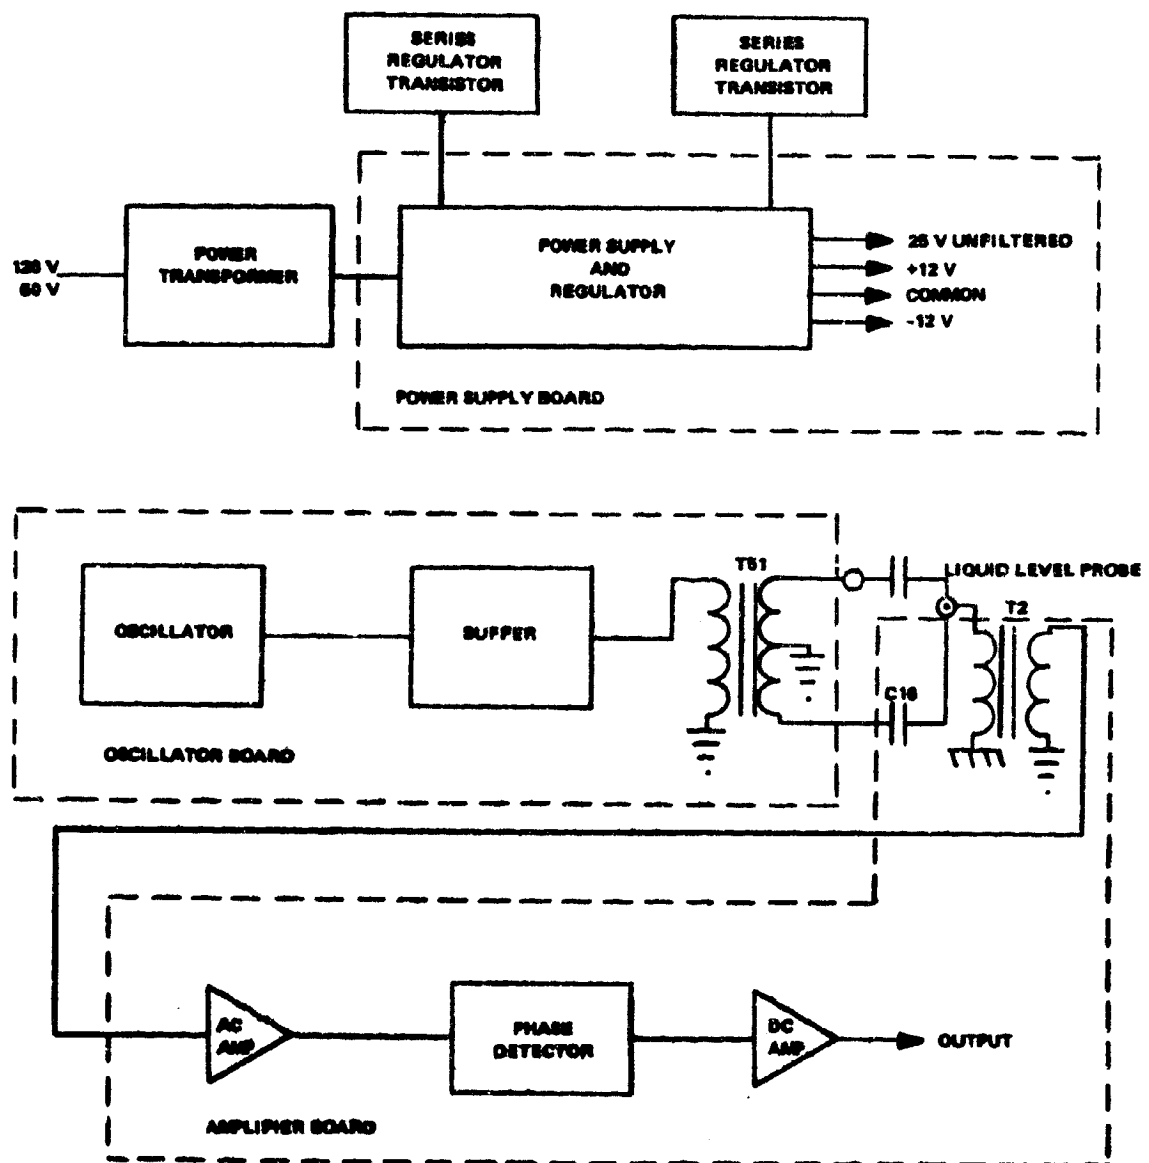 SERIES
REGULATOR
TRANSISTOR
SERIES
REGULATOR
TRANSISTOR
POWER
TRANSFORMER
POWER SUPPLY
AND
REGULATOR
120 V
60 V
25 V UNFILTERED
+12 V
COMMON
-12 V
POWER SUPPLY BOARD
OSCILLATOR
BUFFER
T51
LIQUID LEVEL PROBE
T2
C16
OSCILLATOR BOARD
AC
AMP
PHASE
DETECTOR
DC
AMP
OUTPUT
AMPLIFIER BOARD